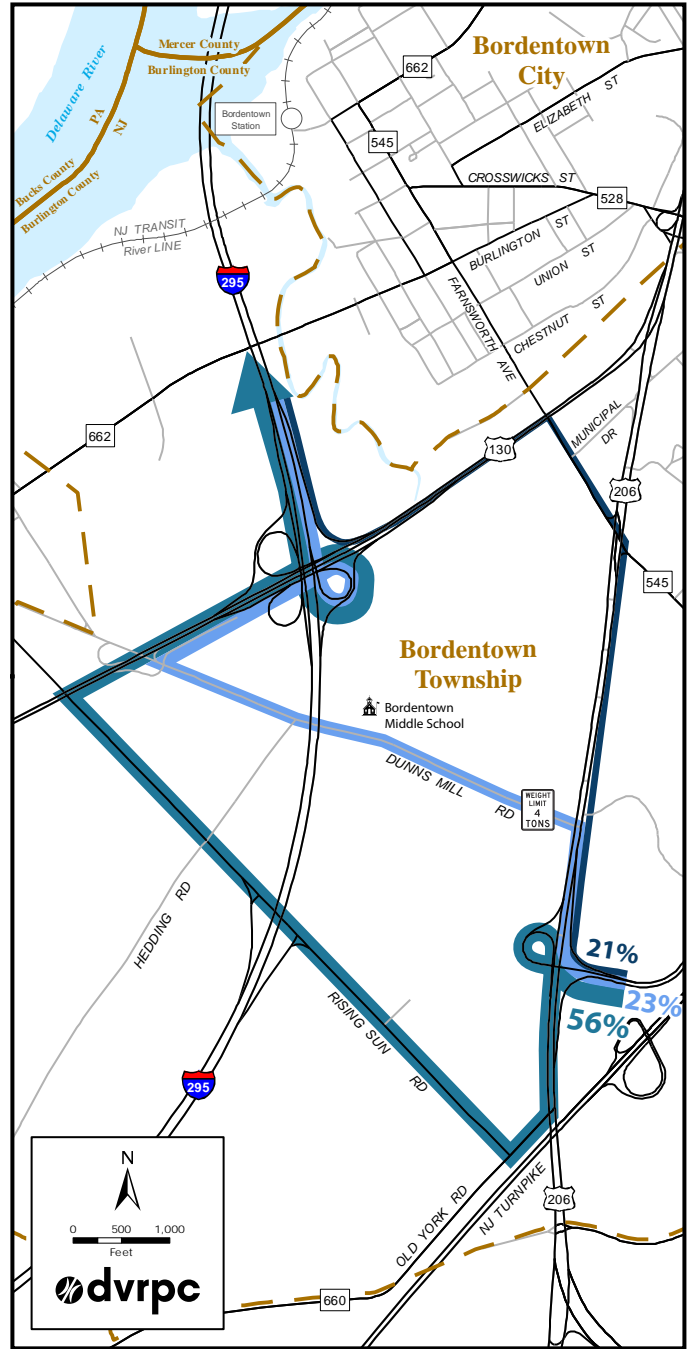 Mercer County
Burlington County
Bordentown
City
662
Delaware River
PA
NJ
Bordentown
Station
545
ELIZABETH ST
Bucks County
Burlington County
CROSSWICKS ST
528
NJ TRANSIT
River LINE
BURLINGTON ST
UNION ST
295
FARNSWORTH AVE
CHESTNUT ST
662
130
MUNICIPAL
DR
206
545
Bordentown
Township
Bordentown
Middle School
DUNNS MILL RD
WEIGHT
LIMIT
4
TONS
HEDDING RD
21%
23%
56%
RISING SUN RD
295
N
0 500 1,000
Feet
dvrpc
OLD YORK RD
NJ TURNPIKE
206
660